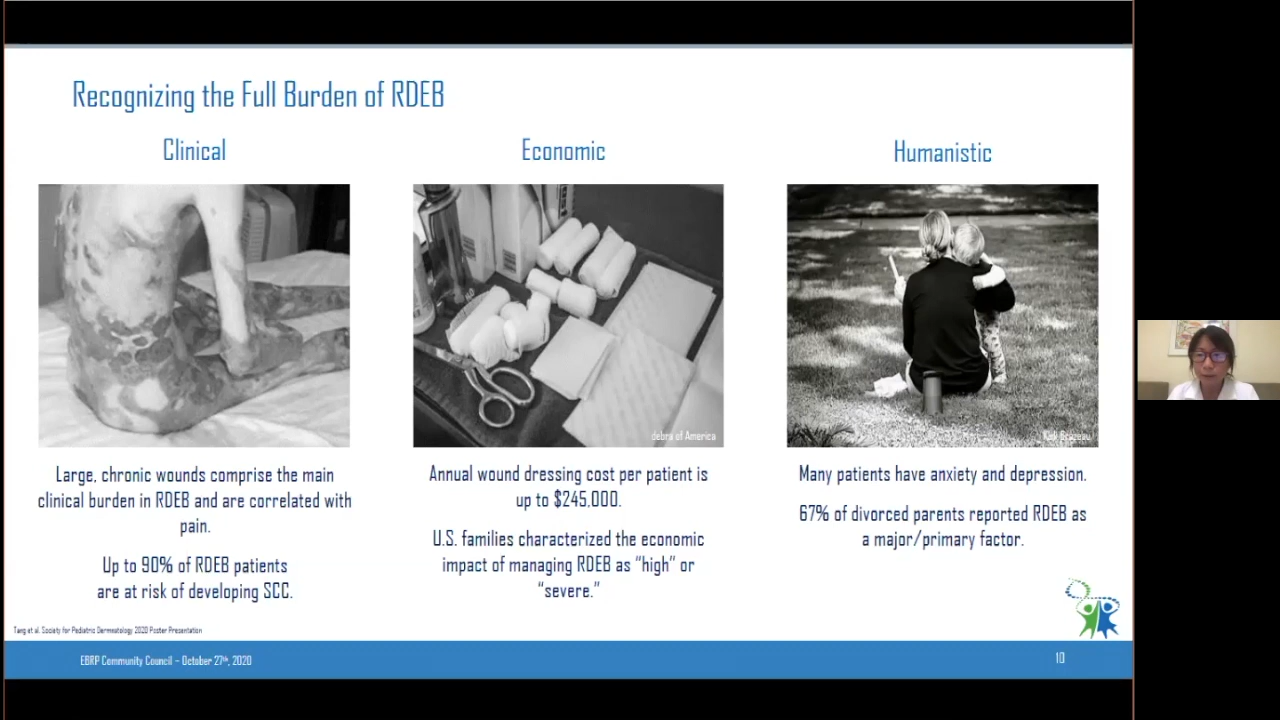 Recognizing the Full Burden of RDEB
Clinical
Economic
Humanistic
debra of America
Large, chronic wounds comprise the main
clinical burden in RDEB and are correlated with
pain.
Up to 90% of RDEB patients
are at risk of developing SCC.
Annual wound dressing cost per patient is
up to $245,000.
U.S. families characterized the economic
impact of managing RDEB as “high” or
“severe.”
Many patients have anxiety and depression.
67% of divorced parents reported RDEB as
a major/primary factor.
Tang et al. Society for Pediatric Dermatology 2020 Poster Presentation
EBRP Community Council – October 27th, 2020
10